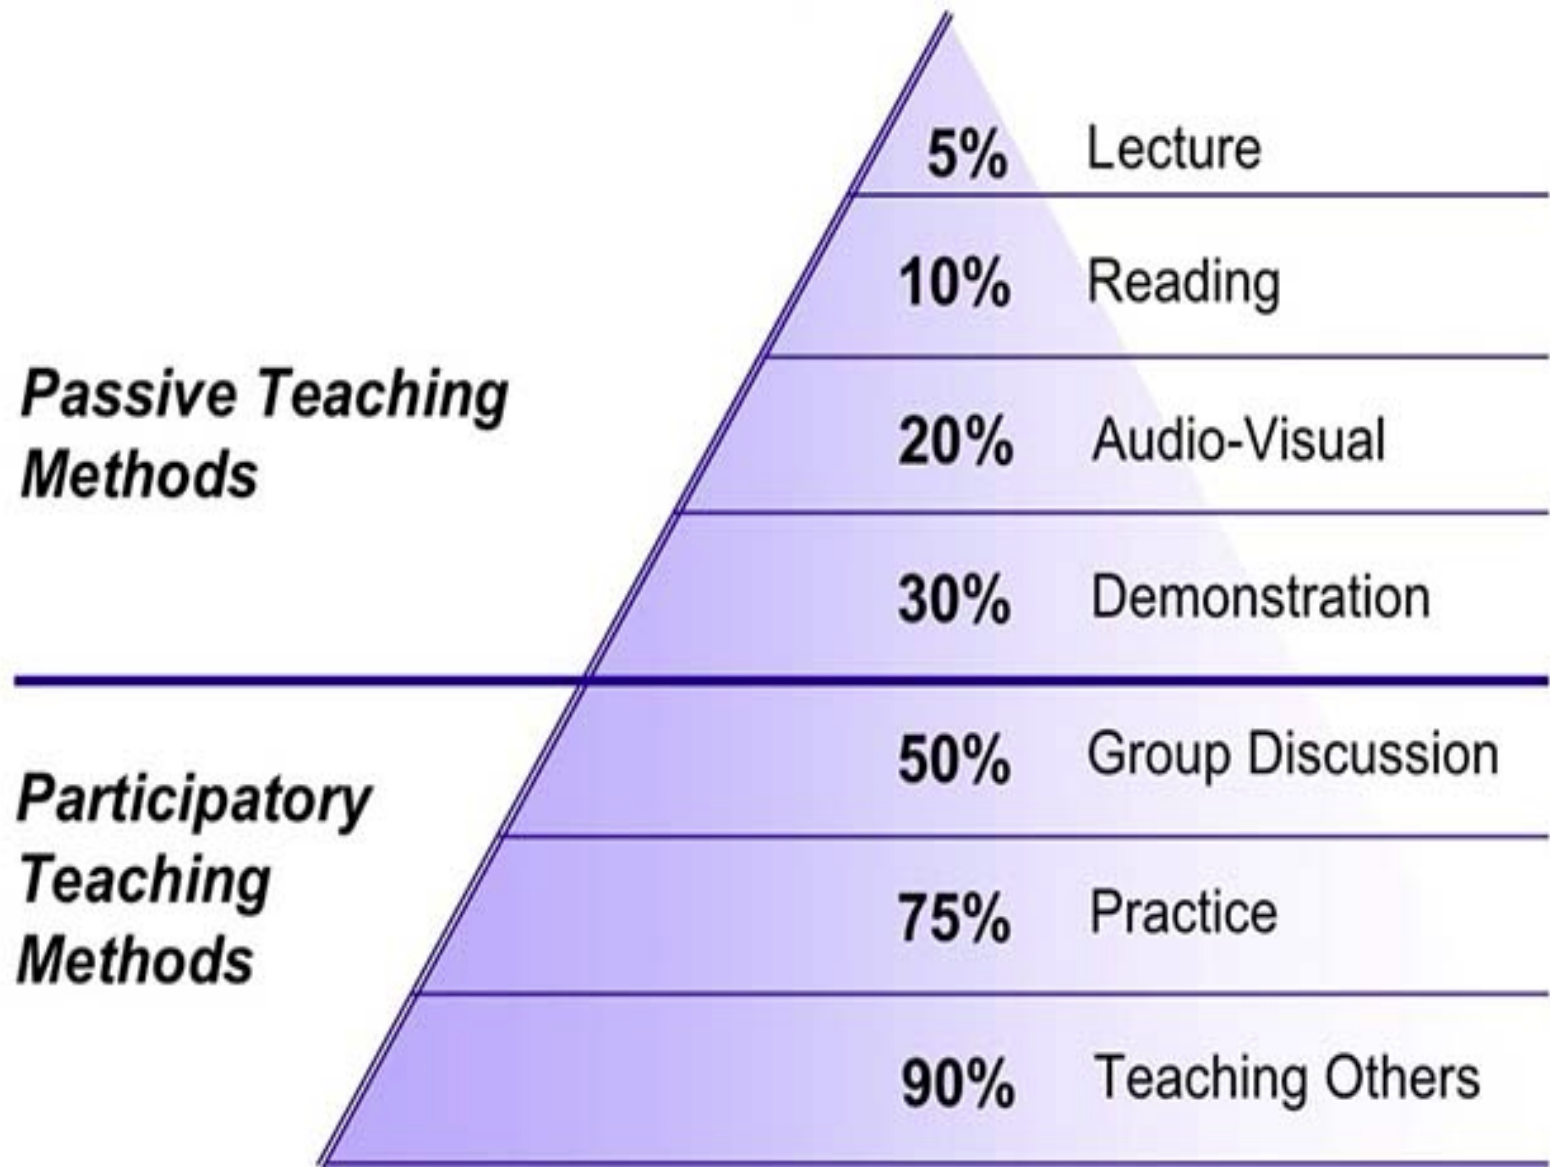 5% Lecture
10% Reading
20% Audio-Visual
30% Demonstration
Passive Teaching
Methods
50% Group Discussion
75% Practice
90% Teaching Others
Participatory
Teaching
Methods